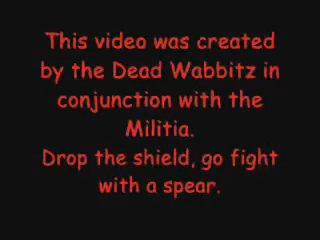 This video was created
by the Dead Wabbitz in
conjunction with the
Militia.
Drop the shield, go fight
with a spear.